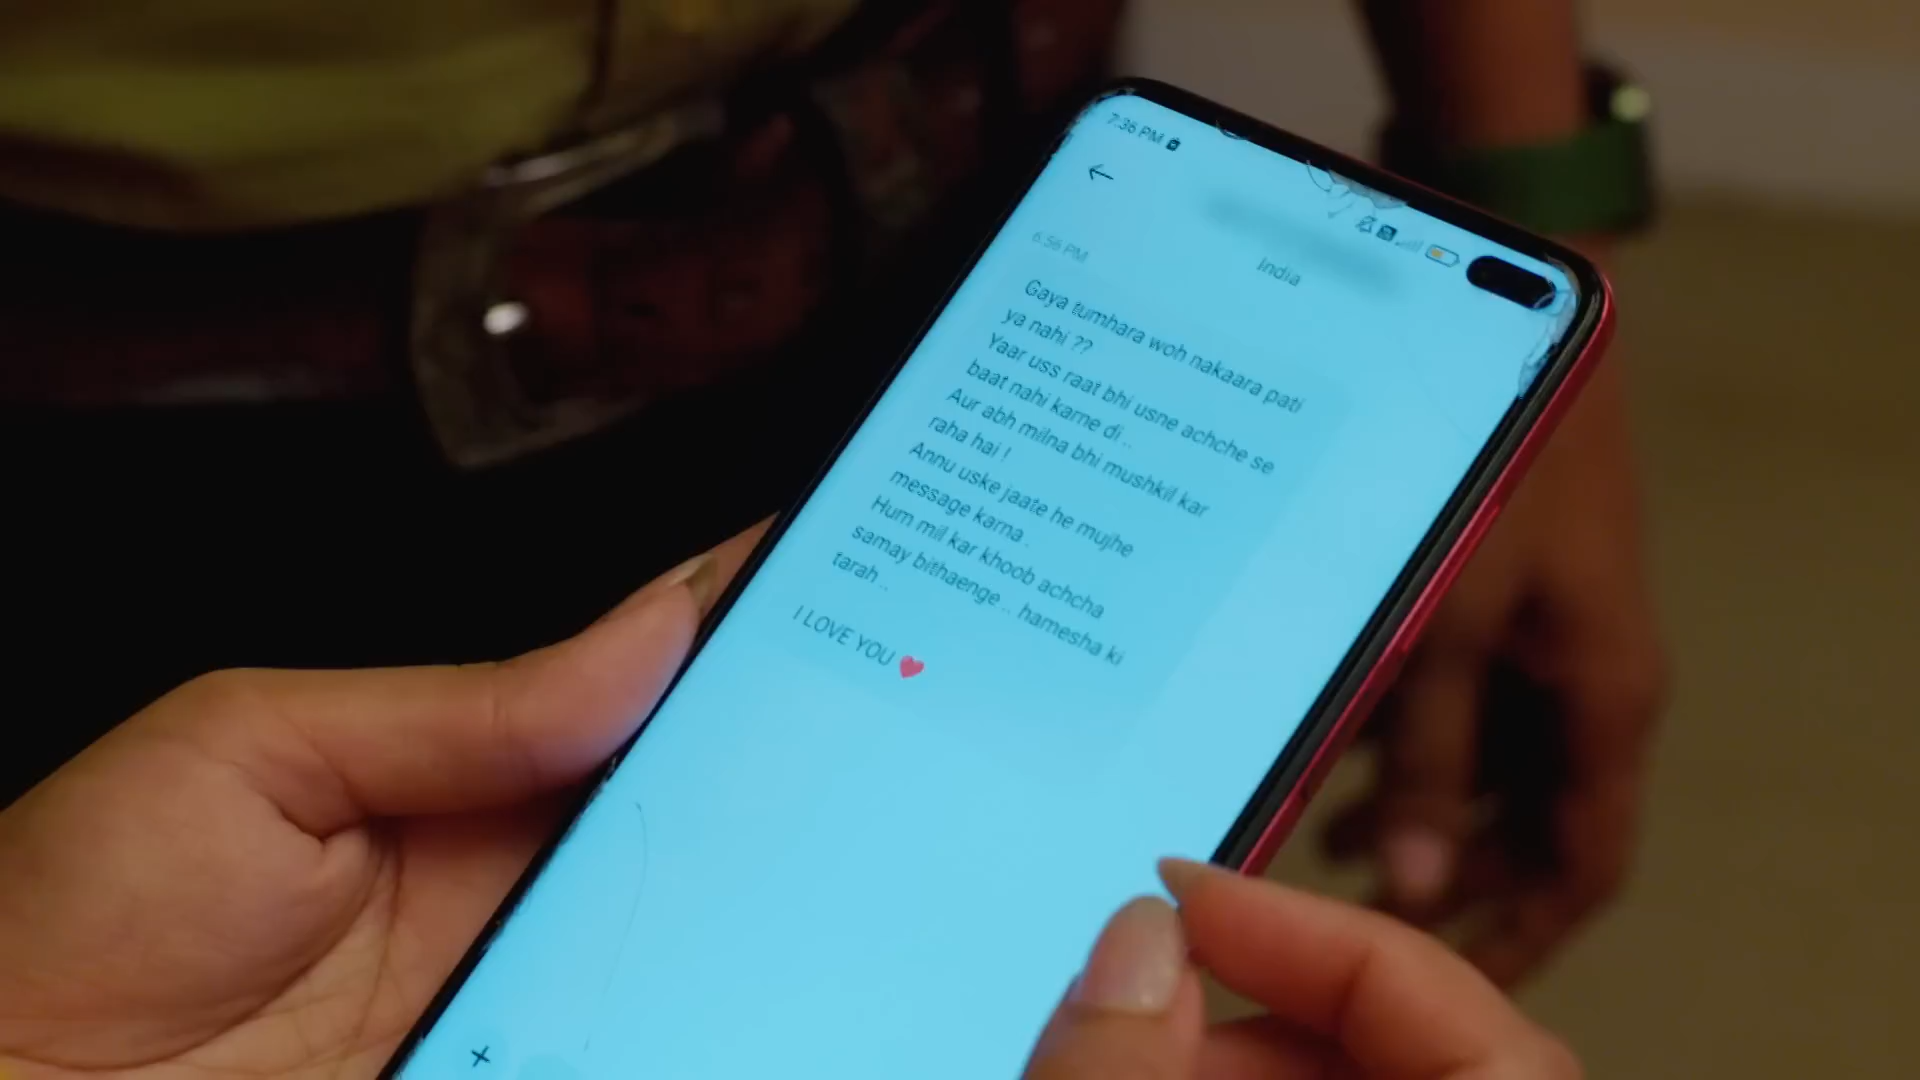 7:36 PM
India
6:56 PM
Gaya tumhara woh nakaara pati
ya nahi ??
Yaar uss raat bhi usne achche se
baat nahi karne di ..
Aur abh milna bhi mushkil kar
raha hai !
Annu uske jaate he mujhe
message karna .
Hum mil kar khoob achcha
samay bithaenge .. hamesha ki
tarah ..
I LOVE YOU ❤️